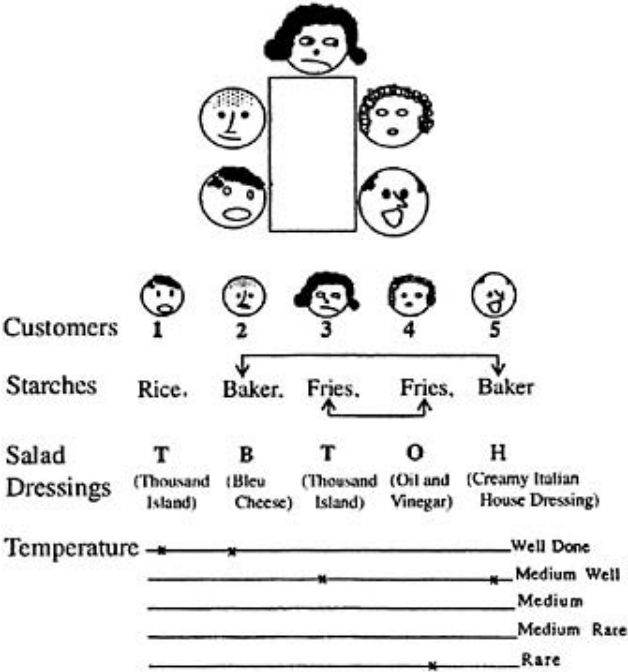 Customers 1 2 3 4 5
Starches Rice. Baker. Fries. Fries. Baker
Salad Dressings T B T O H
(Thousand Island) (Bleu Cheese) (Thousand Island) (Oil and Vinegar) (Creamy Italian House Dressing)
Temperature Well Done
Medium Well
Medium
Medium Rare
Rare